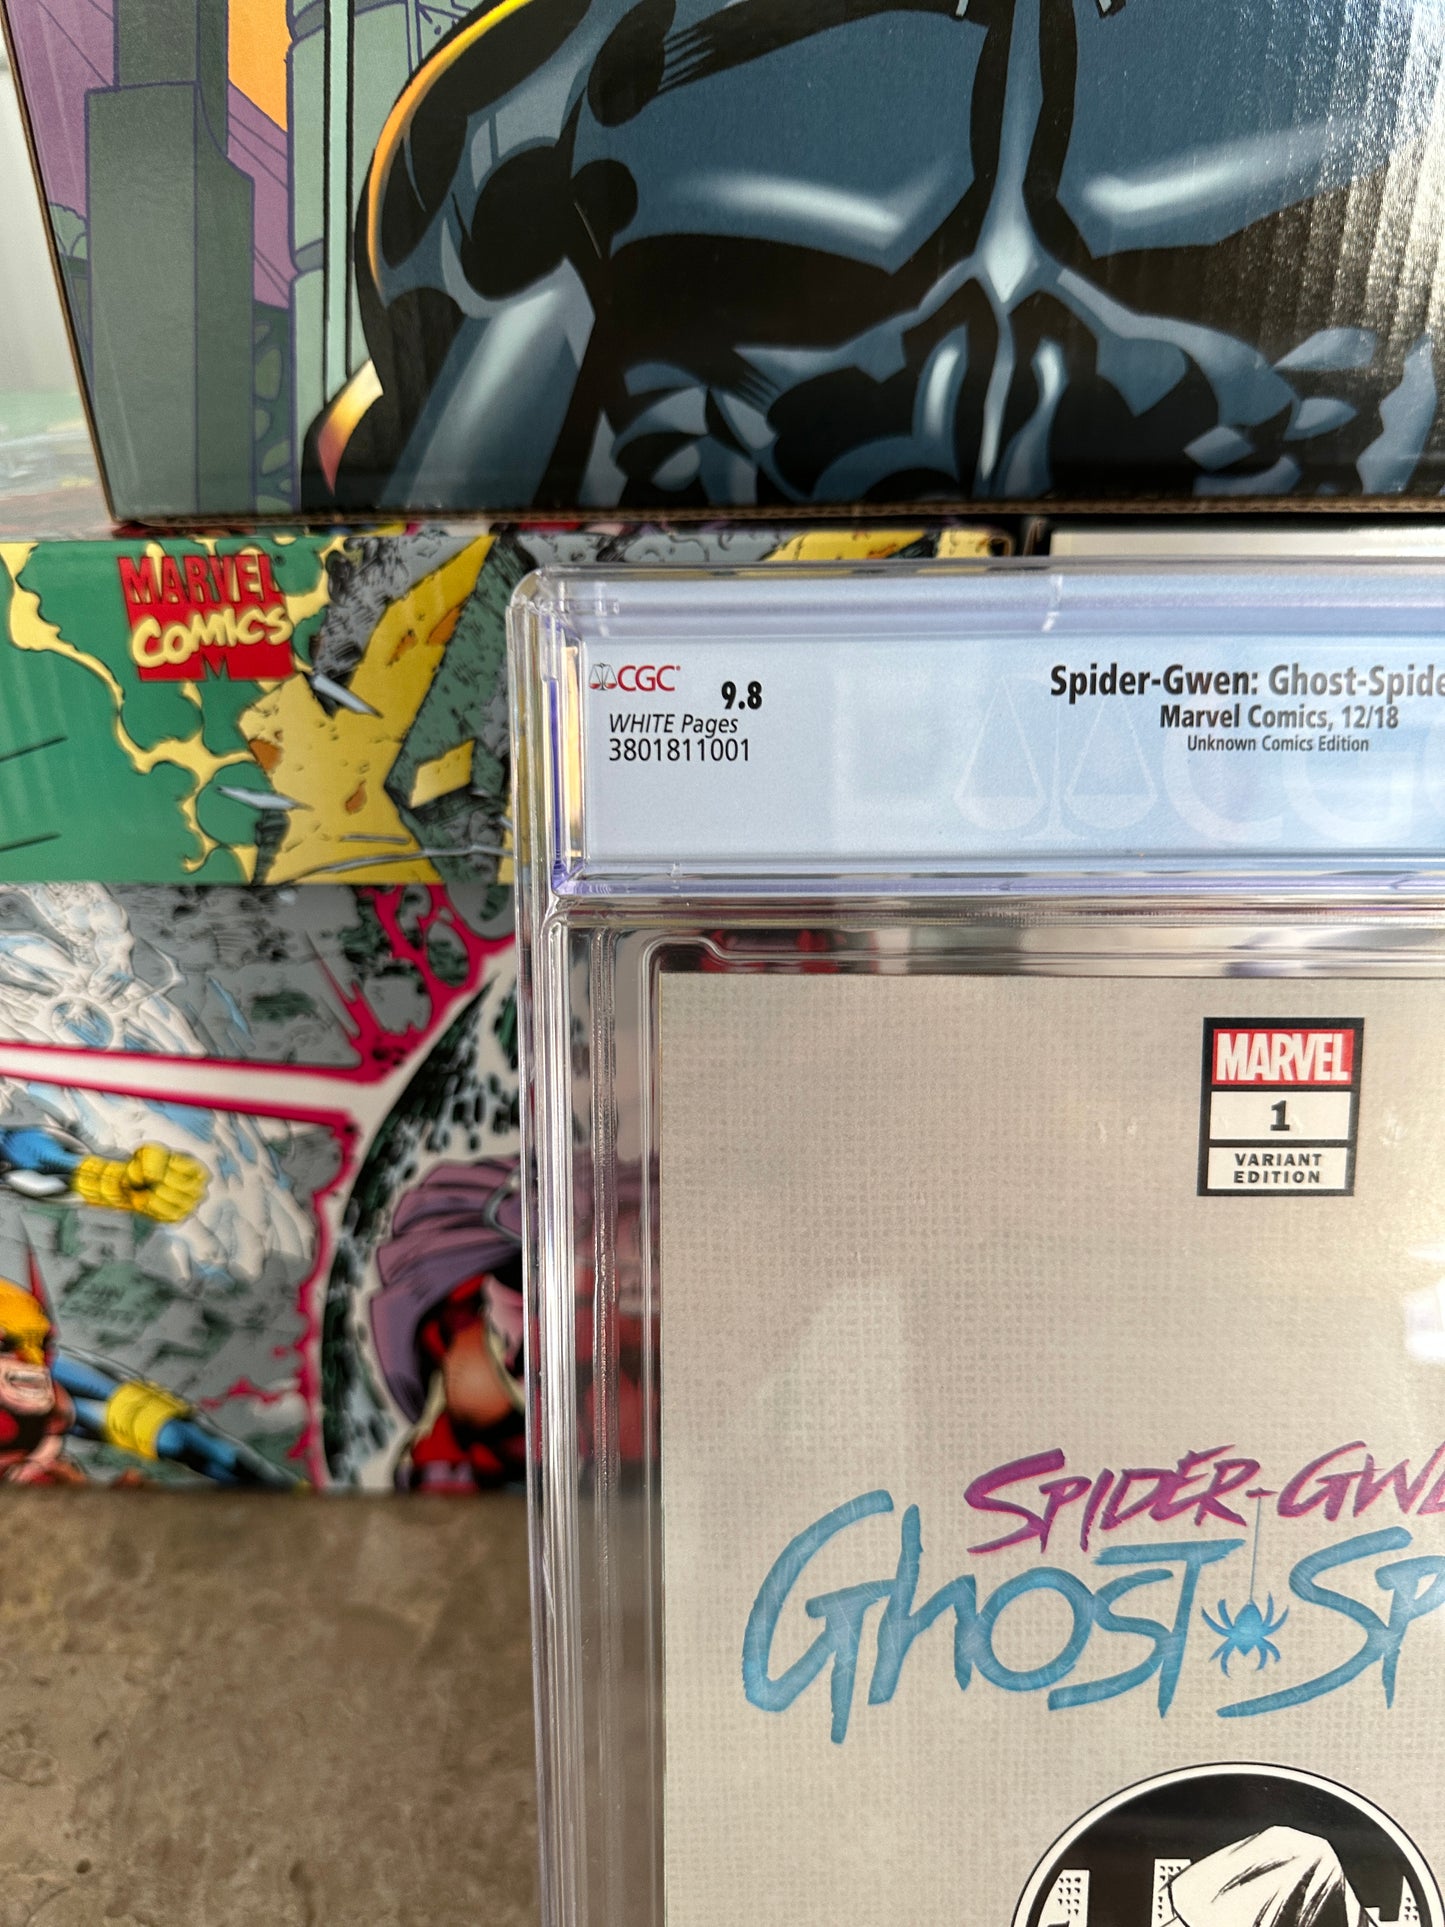 MARVEL
COMICS
CGC
9.8
WHITE Pages
3801811001
Spider-Gwen: Ghost-Spide
Marvel Comics, 12/18
Unknown Comics Edition
CGC
MARVEL
1
VARIANT
EDITION
SPIDER-GW
GHOST SP